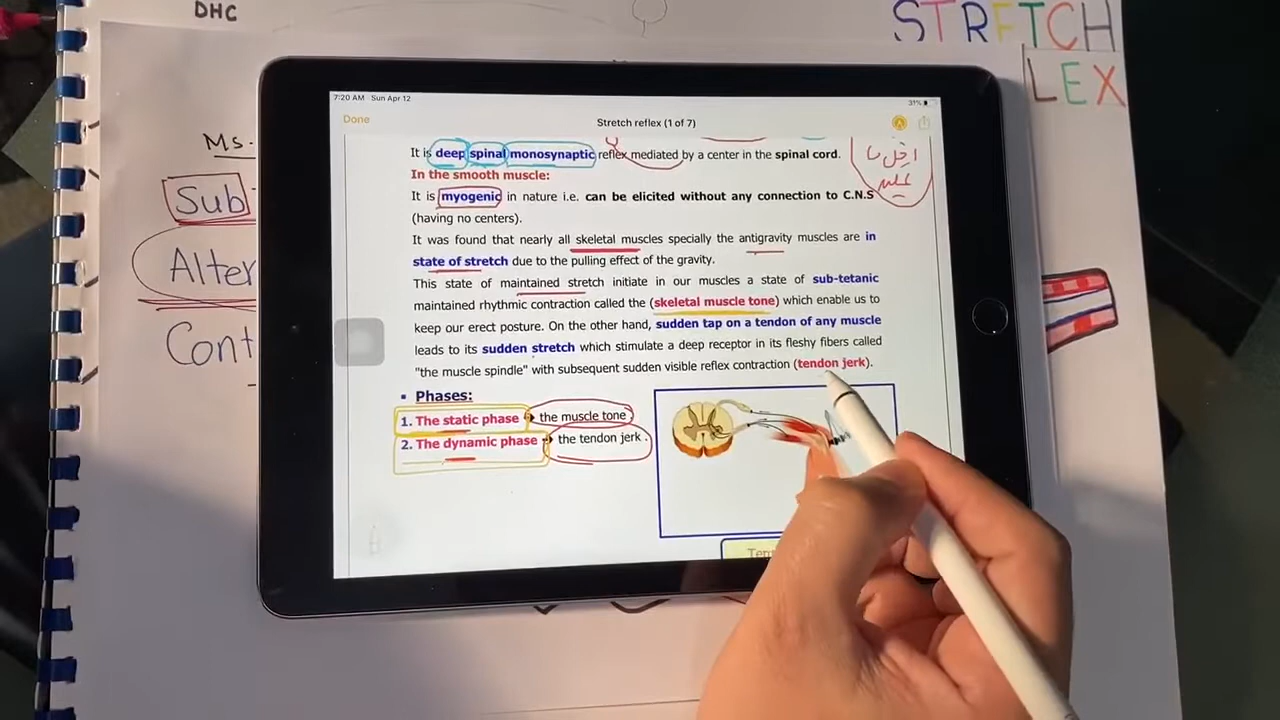 DHC
STRETCH
LEX
Ms.
Sub
Alter
Cont
7:20 AM Sun Apr 12
31%
Done
Stretch reflex (1 of 7)
It is deep spinal monosynaptic reflex mediated by a center in the spinal cord.
In the smooth muscle:
It is myogenic in nature i.e. can be elicited without any connection to C.N.S
(having no centers).
It was found that nearly all skeletal muscles specially the antigravity muscles are in
state of stretch due to the pulling effect of the gravity.
This state of maintained stretch initiate in our muscles a state of sub-tetanic
maintained rhythmic contraction called the (skeletal muscle tone) which enable us to
keep our erect posture. On the other hand, sudden tap on a tendon of any muscle
leads to its sudden stretch which stimulate a deep receptor in its fleshy fibers called
"the muscle spindle" with subsequent sudden visible reflex contraction (tendon jerk).
▪ Phases:
1. The static phase → the muscle tone
2. The dynamic phase → the tendon jerk.